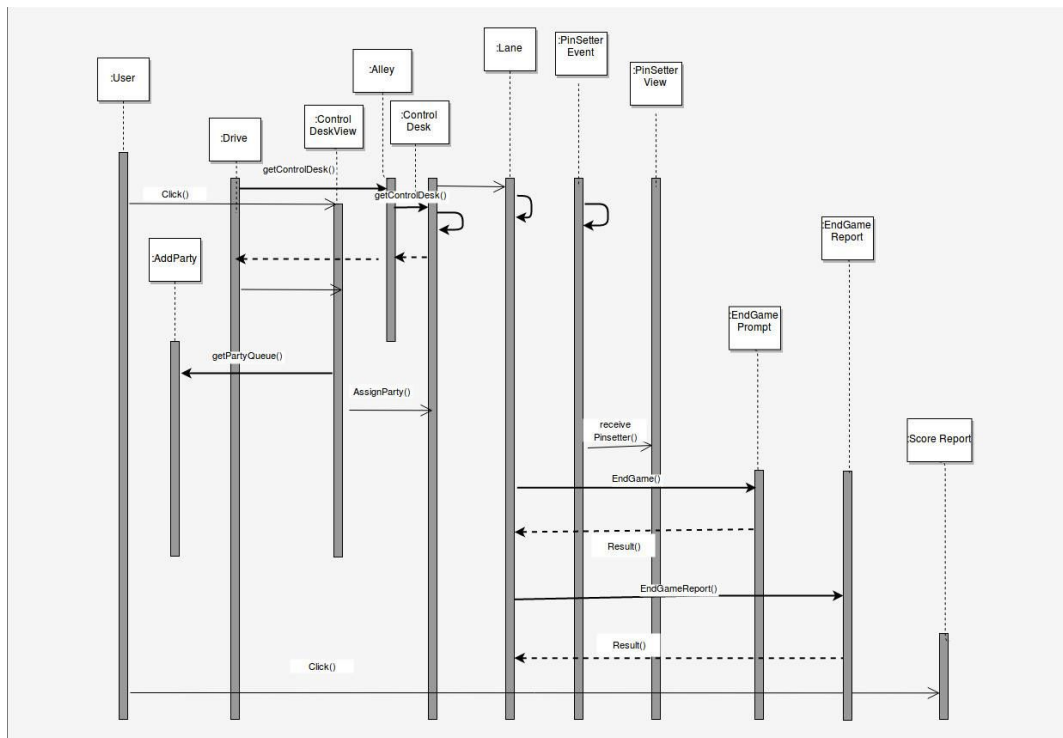 :User
:Drive
:Control
DeskView
:Alley
:Control
Desk
:Lane
:PinSetter
Event
:PinSetter
View
getControlDesk()
Click()
getControlDesk()
:AddParty
:EndGame
Report
:EndGame
Prompt
getPartyQueue()
AssignParty()
receive
Pinsetter()
:Score Report
EndGame()
Result()
EndGameReport()
Result()
Click()